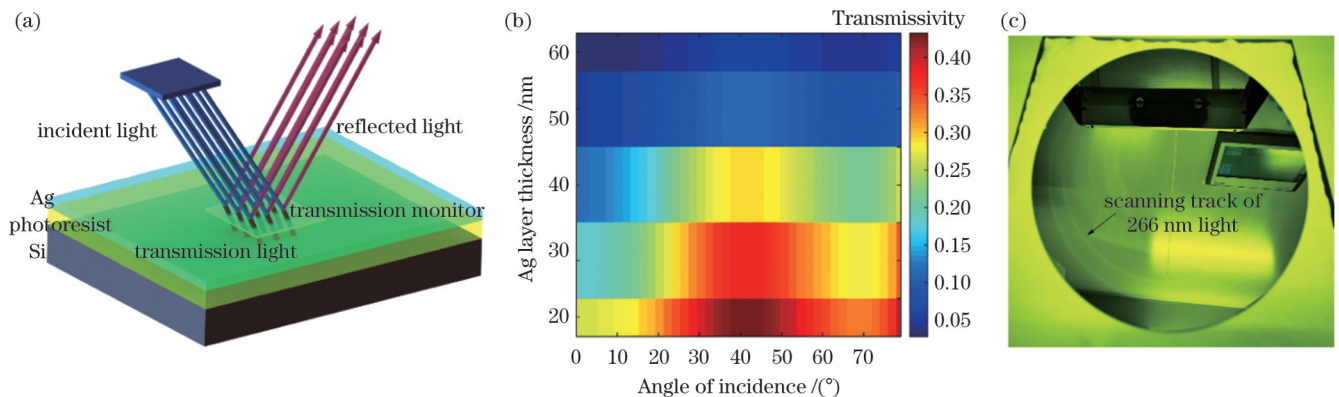 (a)
incident light
reflected light
Ag
photoresist
Si
transmission monitor
transmission light
(b)
Transmissivity
Ag layer thickness /nm
60
50
40
30
20
0 10 20 30 40 50 60 70
Angle of incidence /(°)
0.40
0.35
0.30
0.25
0.20
0.15
0.10
0.05
(c)
scanning track of
266 nm light